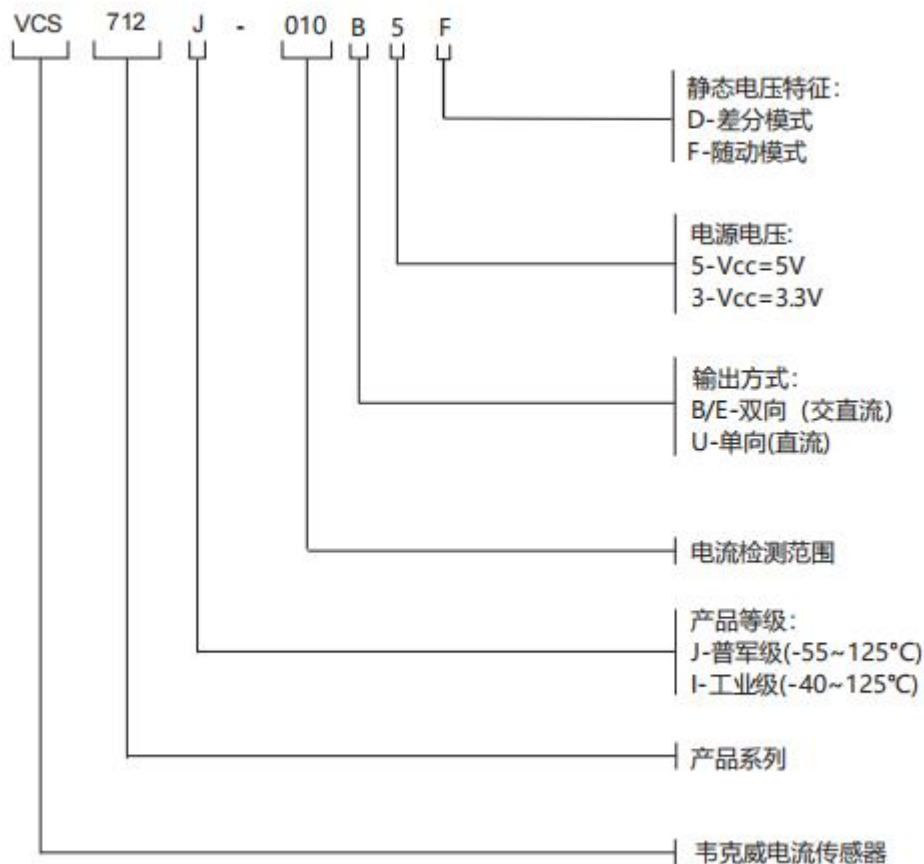 VCS 712 J - 010 B 5 F
静态电压特征：
D-差分模式
F-随动模式
电源电压:
5-Vcc=5V
3-Vcc=3.3V
输出方式：
B/E-双向（交直流）
U-单向(直流)
电流检测范围
产品等级：
J-普军级(-55~125°C)
I-工业级(-40~125℃)
产品系列
韦克威电流传感器